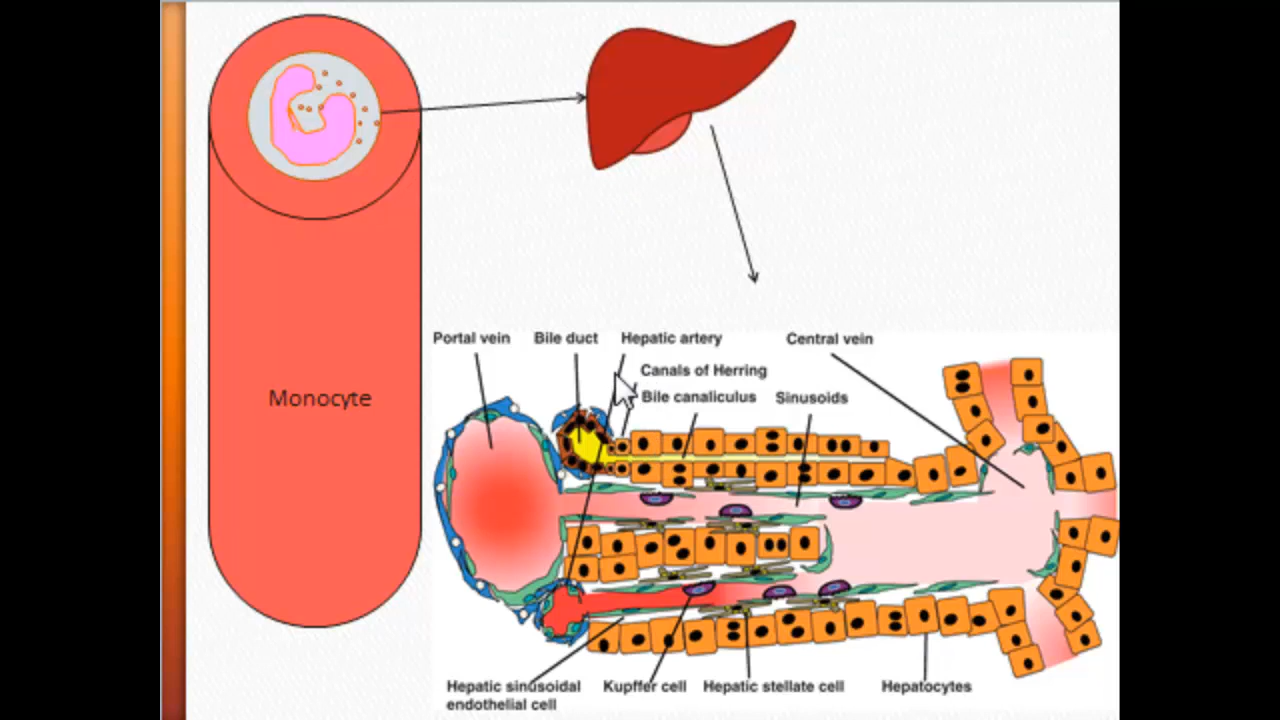 Monocyte
Portal vein
Bile duct
Hepatic artery
Central vein
Canals of Herring
Bile canaliculus
Sinusoids
Hepatic sinusoidal
endothelial cell
Kupffer cell
Hepatic stellate cell
Hepatocytes